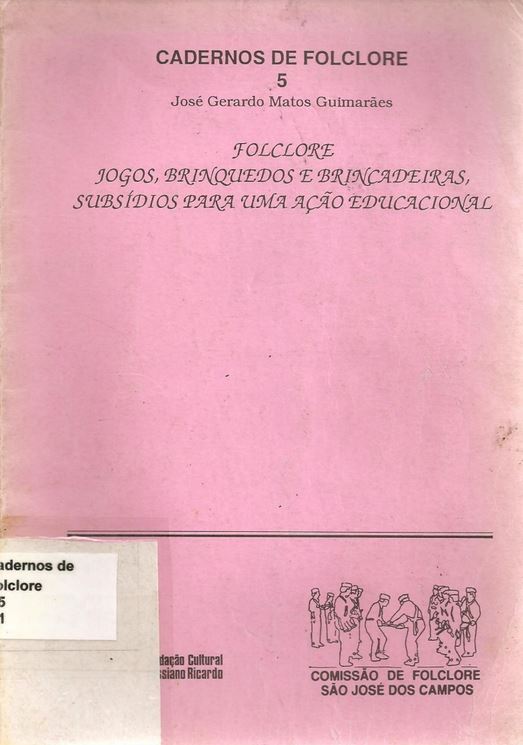 CADERNOS DE FOLCLORE
5
José Gerardo Matos Guimarães
FOLCLORE
JOGOS, BRINQUEDOS E BRINCADEIRAS,
SUBSÍDIOS PARA UMA AÇÃO EDUCACIONAL
adernos de
olclore
5
1
dação Cultural
ssiano Ricardo
COMISSÃO DE FOLCLORE
SÃO JOSÉ DOS CAMPOS